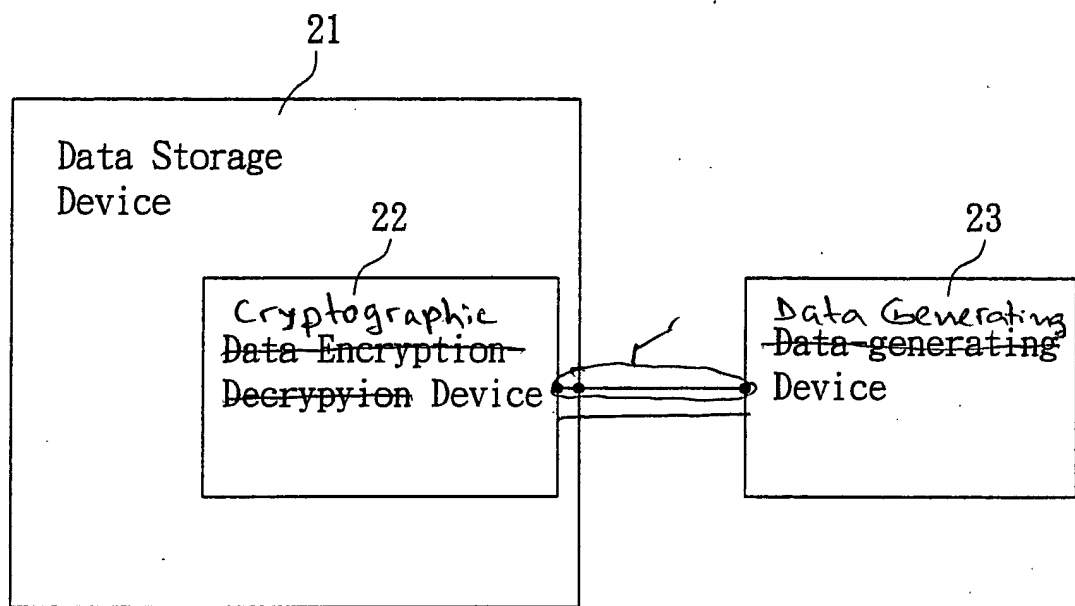 21
Data Storage
Device
22
Cryptographic
Data Encryption
Decrypyion Device
23
Data Generating
Data-generating
Device